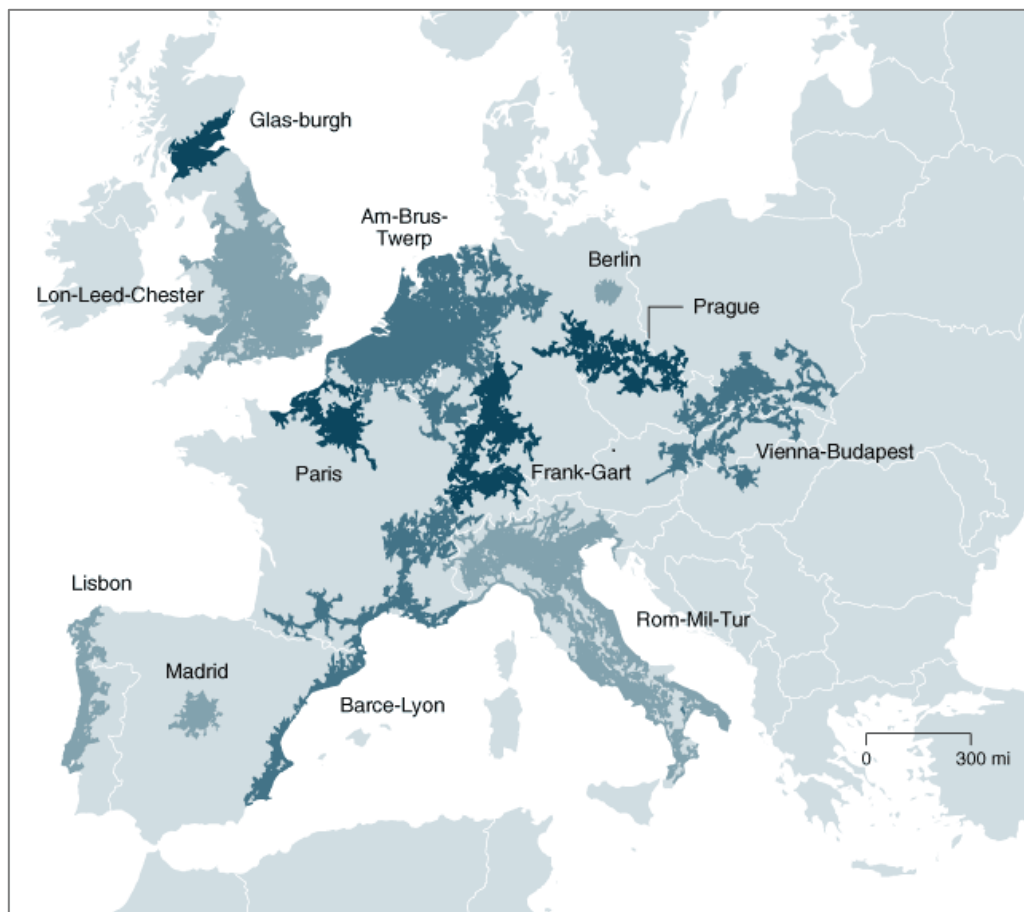 Glas-burgh
Am-Brus-
Twerp
Berlin
Lon-Leed-Chester
Prague
Vienna-Budapest
Paris
Frank-Gart
Lisbon
Rom-Mil-Tur
Madrid
Barce-Lyon
0
300 mi